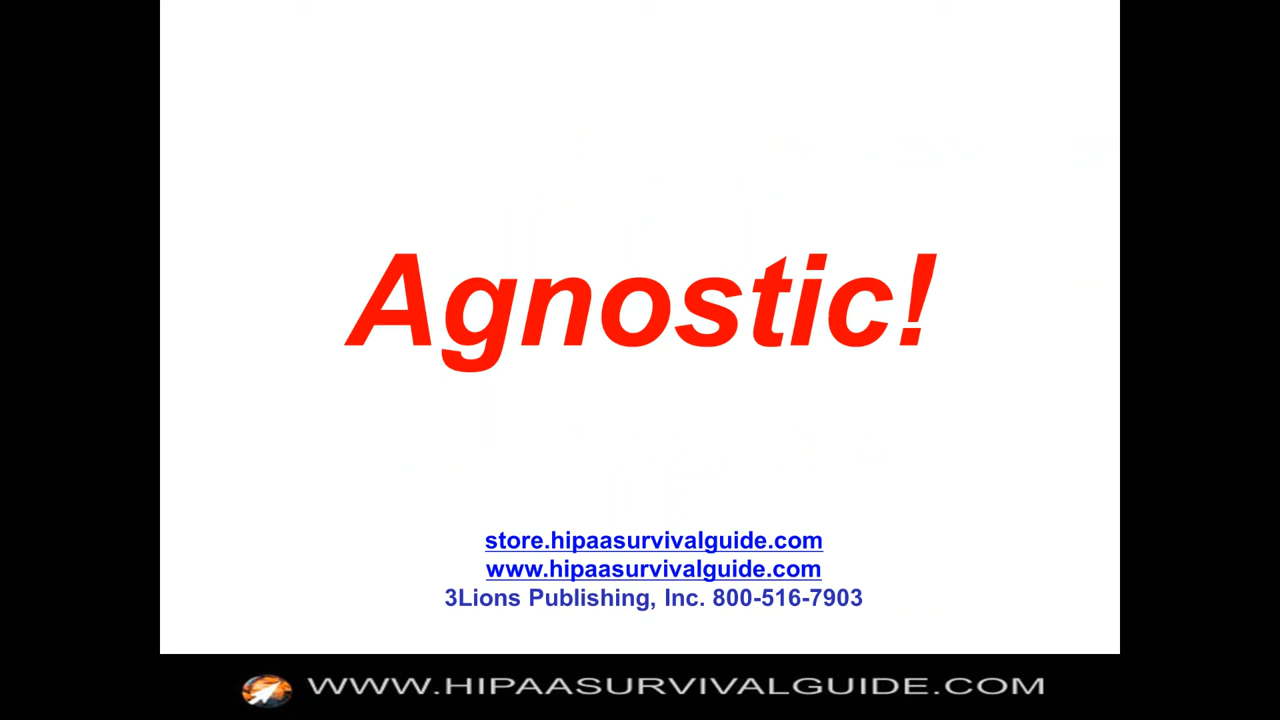 Agnostic!
store.hipaasurvivalguide.com
www.hipaasurvivalguide.com
3Lions Publishing, Inc. 800-516-7903
WWW.HIPAASURVIVALGUIDE.COM